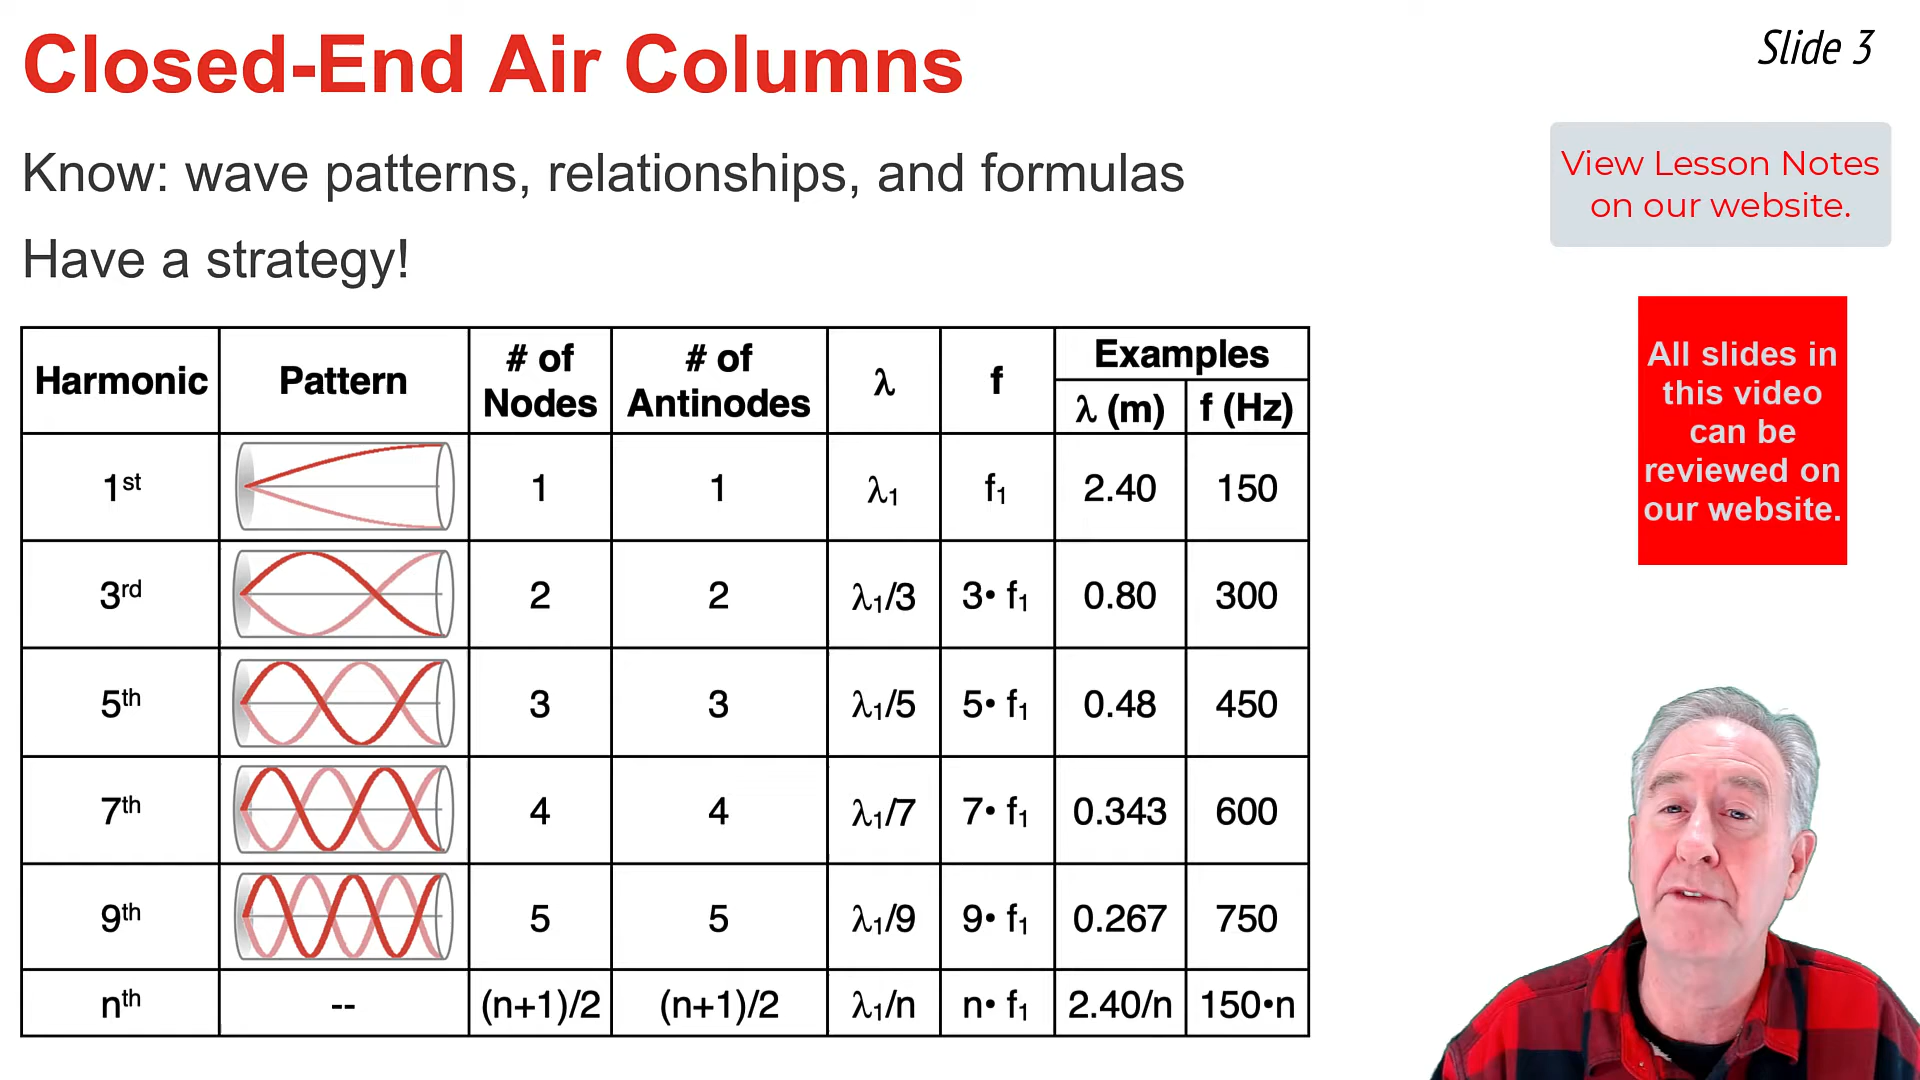 Closed-End Air Columns
Slide 3
Know: wave patterns, relationships, and formulas
View Lesson Notes
on our website.
Have a strategy!
All slides in
this video
can be
reviewed on
our website.
Harmonic Pattern # of Nodes # of Antinodes λ f Examples
λ (m) f (Hz)
1st 1 1 λ1 f1 2.40 150
3rd 2 2 λ1/3 3• f1 0.80 300
5th 3 3 λ1/5 5• f1 0.48 450
7th 4 4 λ1/7 7• f1 0.343 600
9th 5 5 λ1/9 9• f1 0.267 750
nth -- (n+1)/2 (n+1)/2 λ1/n n• f1 2.40/n 150•n